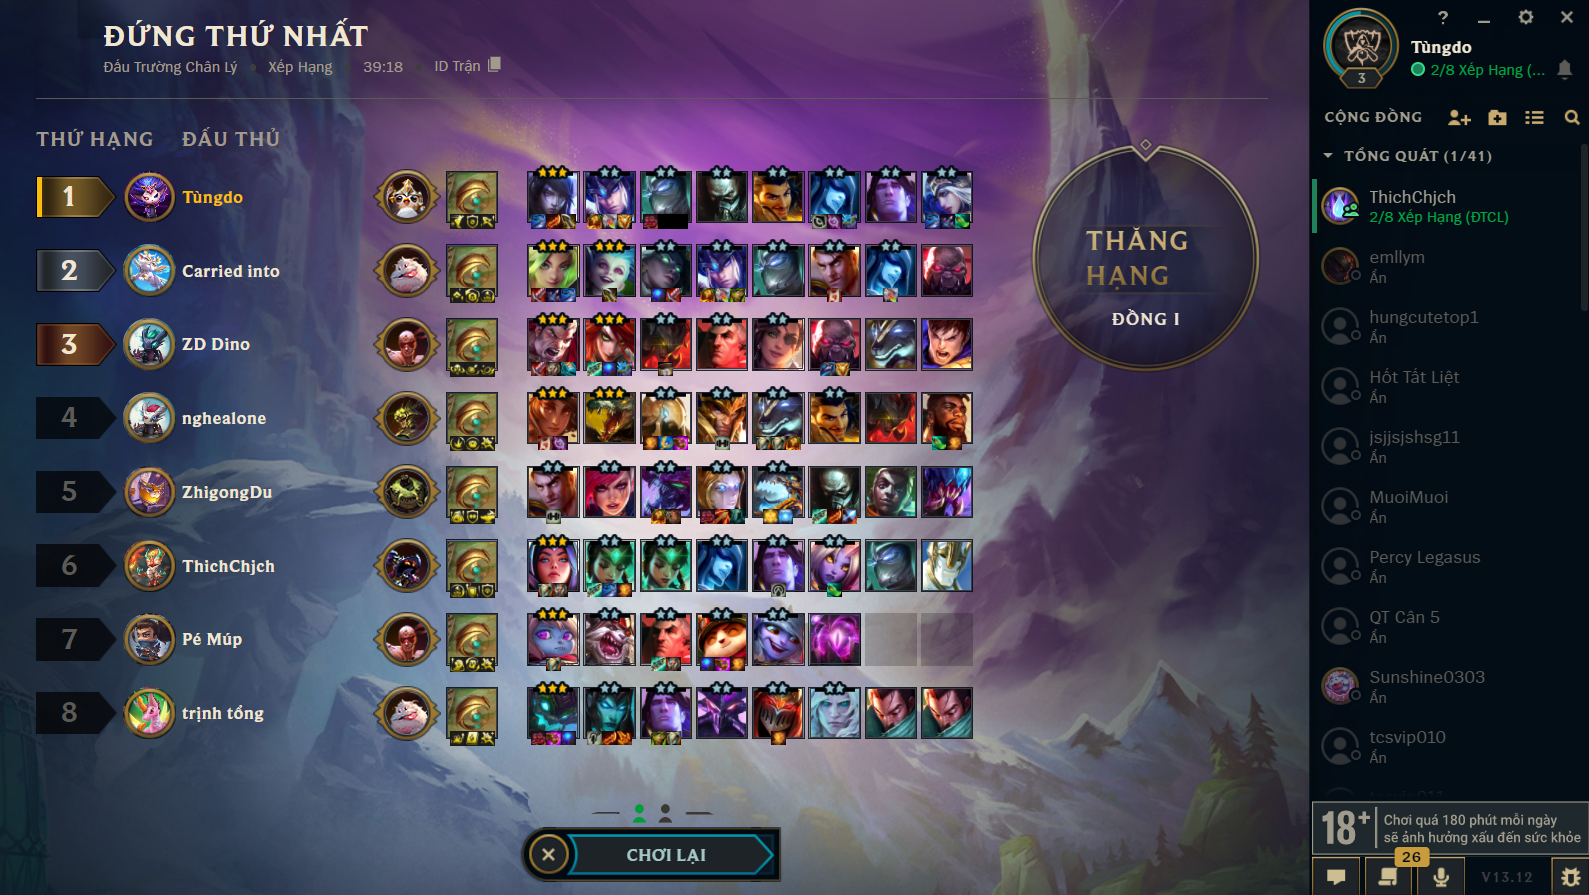 ĐỨNG THỨ NHẤT
Đấu Trường Chân Lý • Xếp Hạng 39:18 ID Trận
THỨ HẠNG ĐẤU THỦ
1 Tùngdo
2 Carried into
3 ZD Dino
4 nghealone
5 ZhigongDu
6 ThichChjch
7 Pé Múp
8 trịnh tổng
THĂNG
HẠNG
ĐỒNG I
CHƠI LẠI
?
3
Tùngdo
2/8 Xếp Hạng (...
CỘNG ĐỒNG
TỔNG QUÁT (1/41)
ThichChjch
2/8 Xếp Hạng (ĐTCL)
emllym
Ẩn
hungcutetop1
Ẩn
Hốt Tất Liệt
Ẩn
jsjjsjshsg11
Ẩn
MuoiMuoi
Ẩn
Percy Legasus
Ẩn
QT Cân 5
Ẩn
Sunshine0303
Ẩn
tcsvip010
Ẩn
18+
Chơi quá 180 phút mỗi ngày
sẽ ảnh hưởng xấu đến sức khỏe
26
V13.12